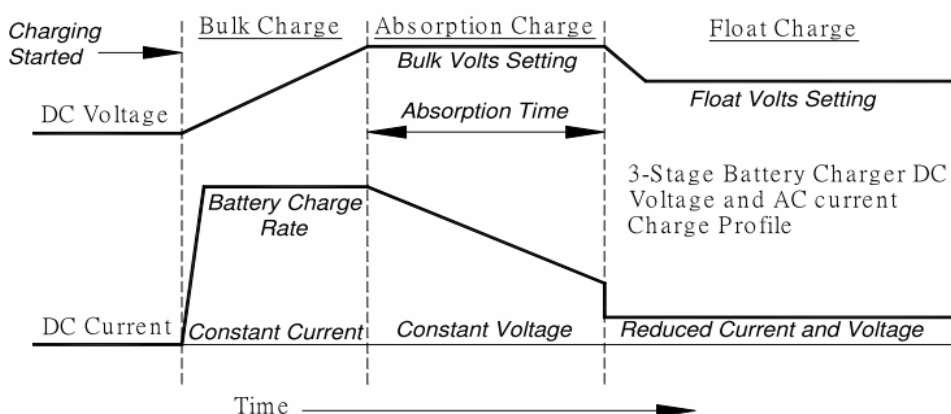 Charging
Started
Bulk Charge
Absorption Charge
Float Charge
Bulk Volts Setting
DC Voltage
Absorption Time
Float Volts Setting
3-Stage Battery Charger DC
Voltage and AC current
Charge Profile
Battery Charge
Rate
DC Current
Constant Current
Constant Voltage
Reduced Current and Voltage
Time